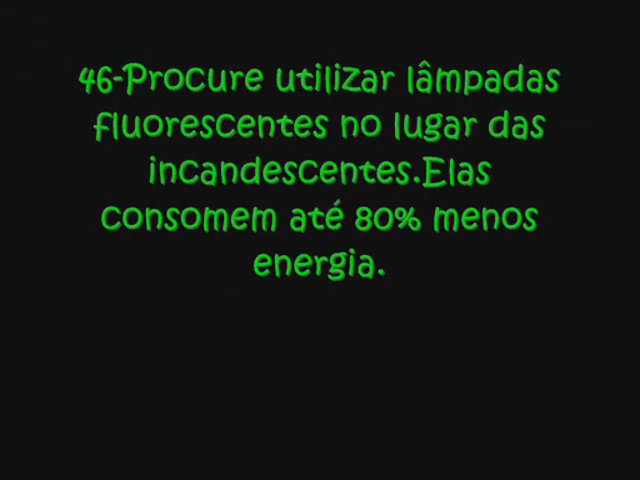 46-Procure utilizar lâmpadas
fluorescentes no lugar das
incandescentes.Elas
consomem até 80% menos
energia.